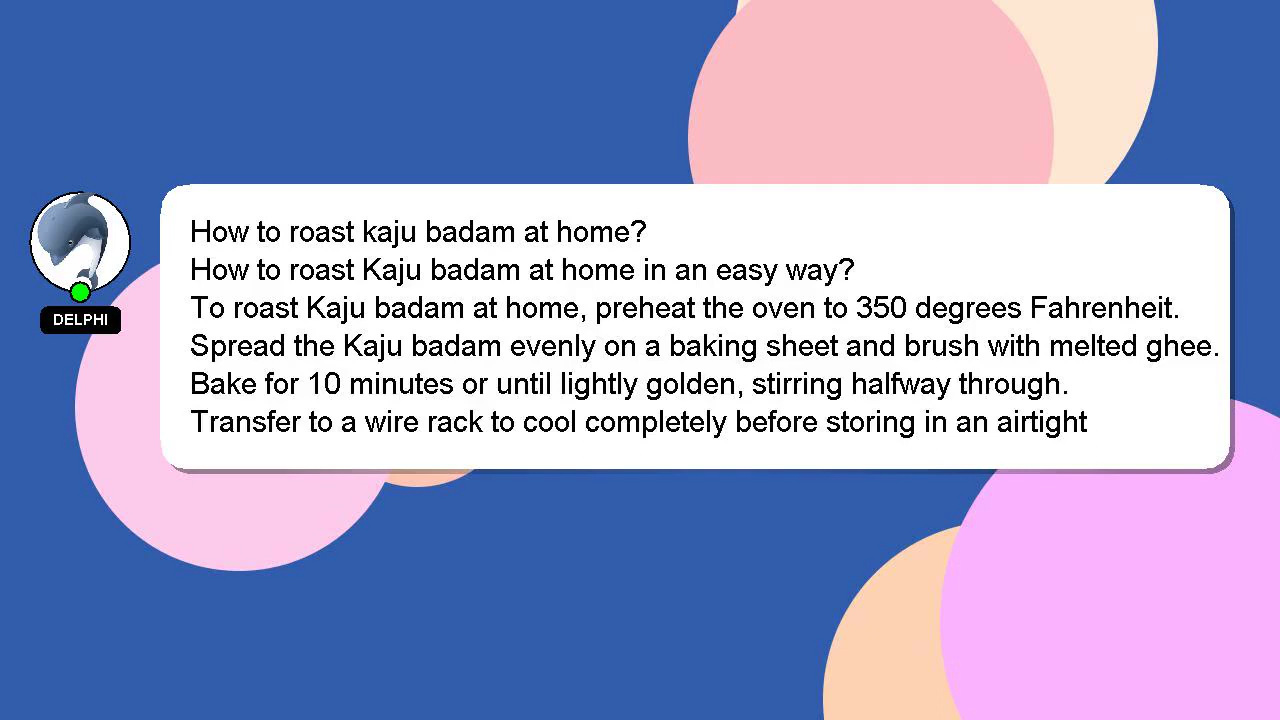 How to roast kaju badam at home?
How to roast Kaju badam at home in an easy way?
To roast Kaju badam at home, preheat the oven to 350 degrees Fahrenheit.
Spread the Kaju badam evenly on a baking sheet and brush with melted ghee.
Bake for 10 minutes or until lightly golden, stirring halfway through.
Transfer to a wire rack to cool completely before storing in an airtight
DELPHI